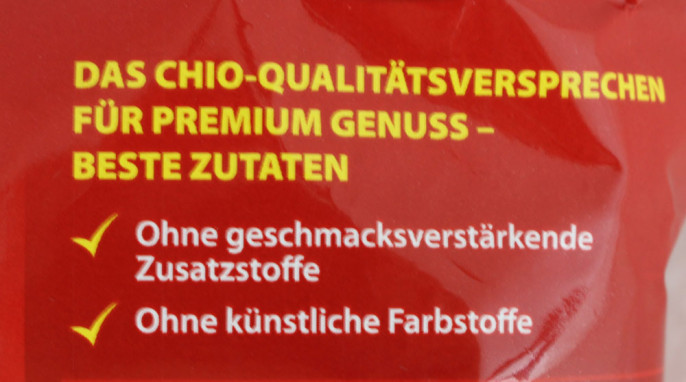 DAS CHIO-QUALITÄTSVERSPRECHEN
FÜR PREMIUM GENUSS –
BESTE ZUTATEN
Ohne geschmacksverstärkende
Zusatzstoffe
Ohne künstliche Farbstoffe